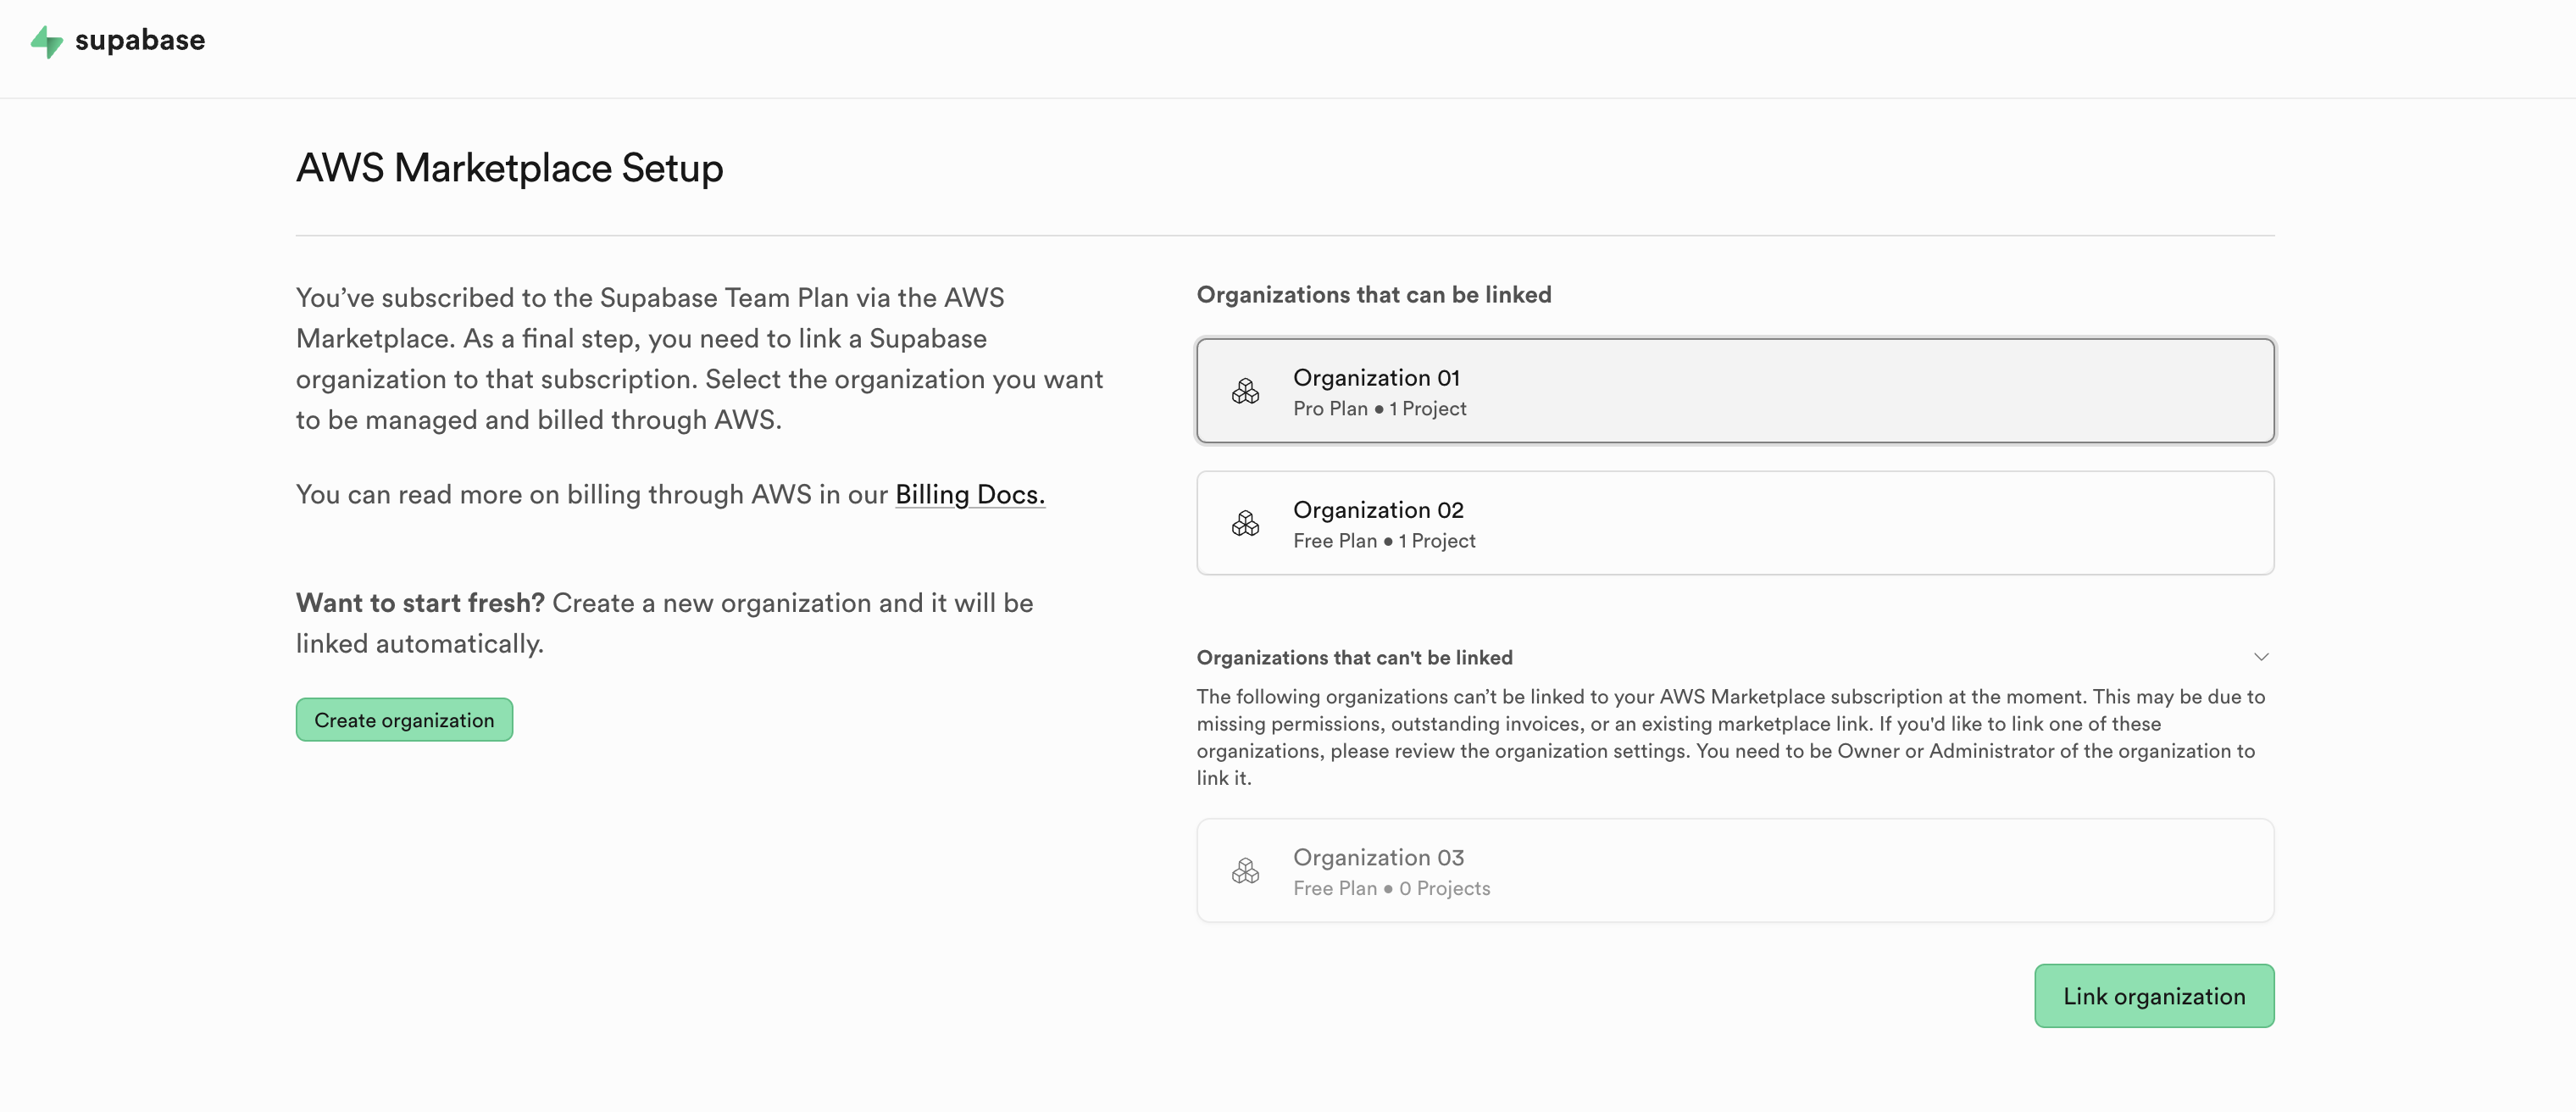 supabase
AWS Marketplace Setup
You’ve subscribed to the Supabase Team Plan via the AWS
Marketplace. As a final step, you need to link a Supabase
organization to that subscription. Select the organization you want
to be managed and billed through AWS.
You can read more on billing through AWS in our Billing Docs.
Want to start fresh? Create a new organization and it will be
linked automatically.
Create organization
Organizations that can be linked
Organization 01
Pro Plan • 1 Project
Organization 02
Free Plan • 1 Project
Organizations that can't be linked
The following organizations can’t be linked to your AWS Marketplace subscription at the moment. This may be due to
missing permissions, outstanding invoices, or an existing marketplace link. If you'd like to link one of these
organizations, please review the organization settings. You need to be Owner or Administrator of the organization to
link it.
Organization 03
Free Plan • 0 Projects
Link organization